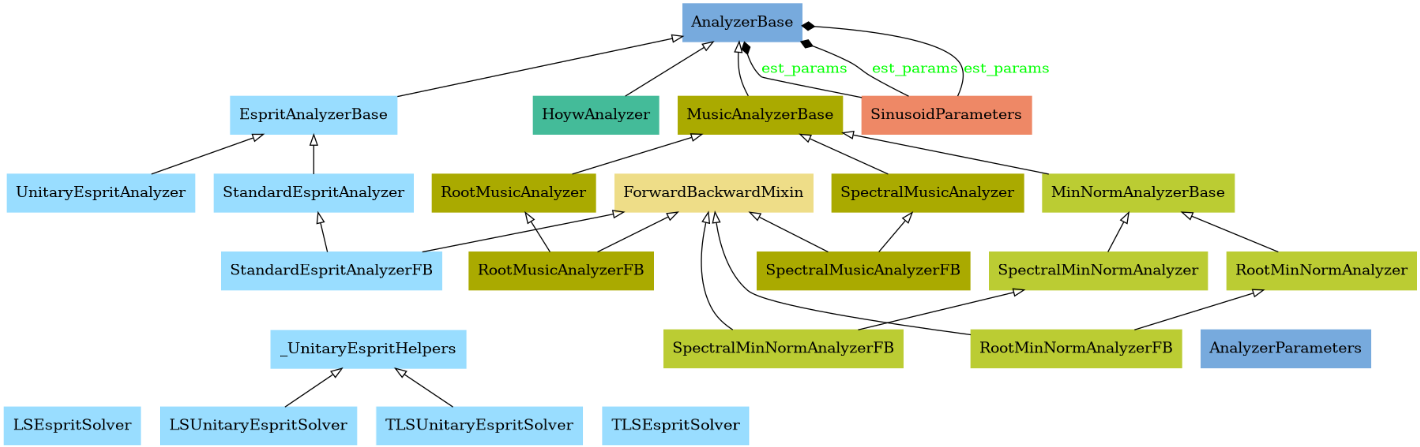 AnalyzerBase
est_params
est_params
est_params
EspritAnalyzerBase
HoywAnalyzer
MusicAnalyzerBase
SinusoidParameters
UnitaryEspritAnalyzer
StandardEspritAnalyzer
RootMusicAnalyzer
ForwardBackwardMixin
SpectralMusicAnalyzer
MinNormAnalyzerBase
StandardEspritAnalyzerFB
RootMusicAnalyzerFB
SpectralMusicAnalyzerFB
SpectralMinNormAnalyzer
RootMinNormAnalyzer
_UnitaryEspritHelpers
SpectralMinNormAnalyzerFB
RootMinNormAnalyzerFB
AnalyzerParameters
LSEspritSolver
LSUnitaryEspritSolver
TLSUnitaryEspritSolver
TLSEspritSolver